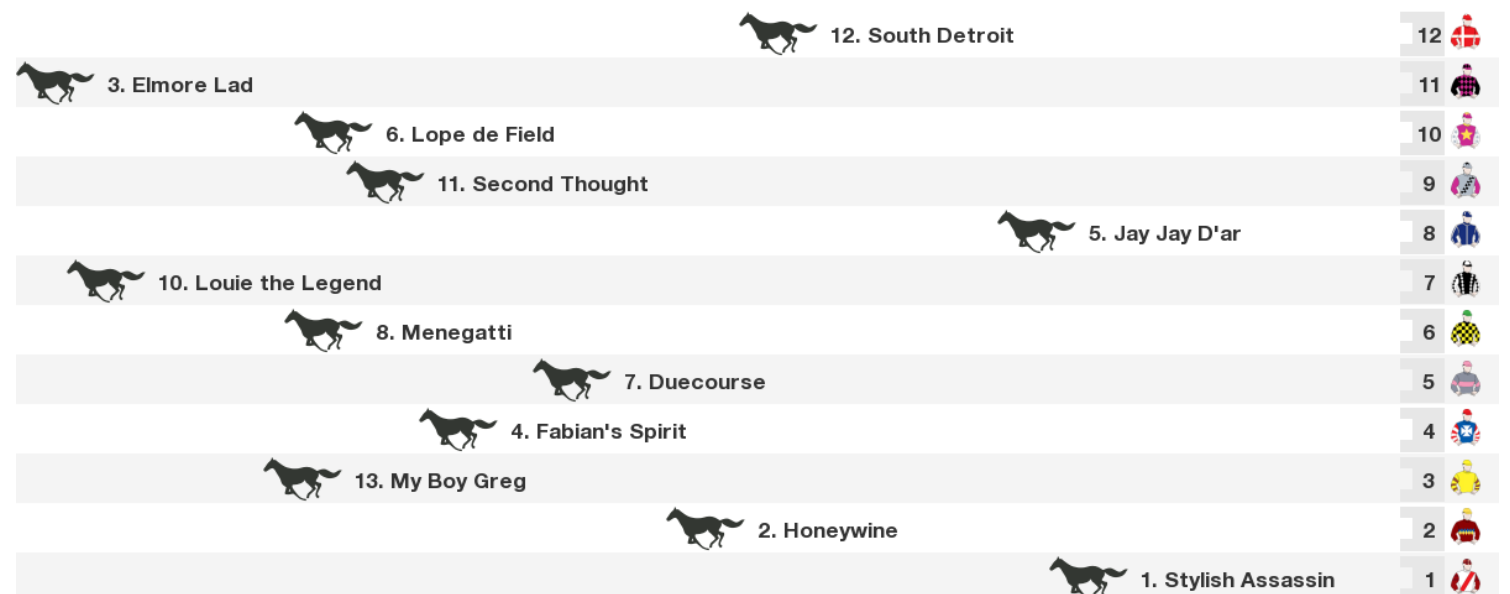 12. South Detroit 12
3. Elmore Lad 11
6. Lope de Field 10
11. Second Thought 9
5. Jay Jay D'ar 8
10. Louie the Legend 7
8. Menegatti 6
7. Duecourse 5
4. Fabian's Spirit 4
13. My Boy Greg 3
2. Honeywine 2
1. Stylish Assassin 1